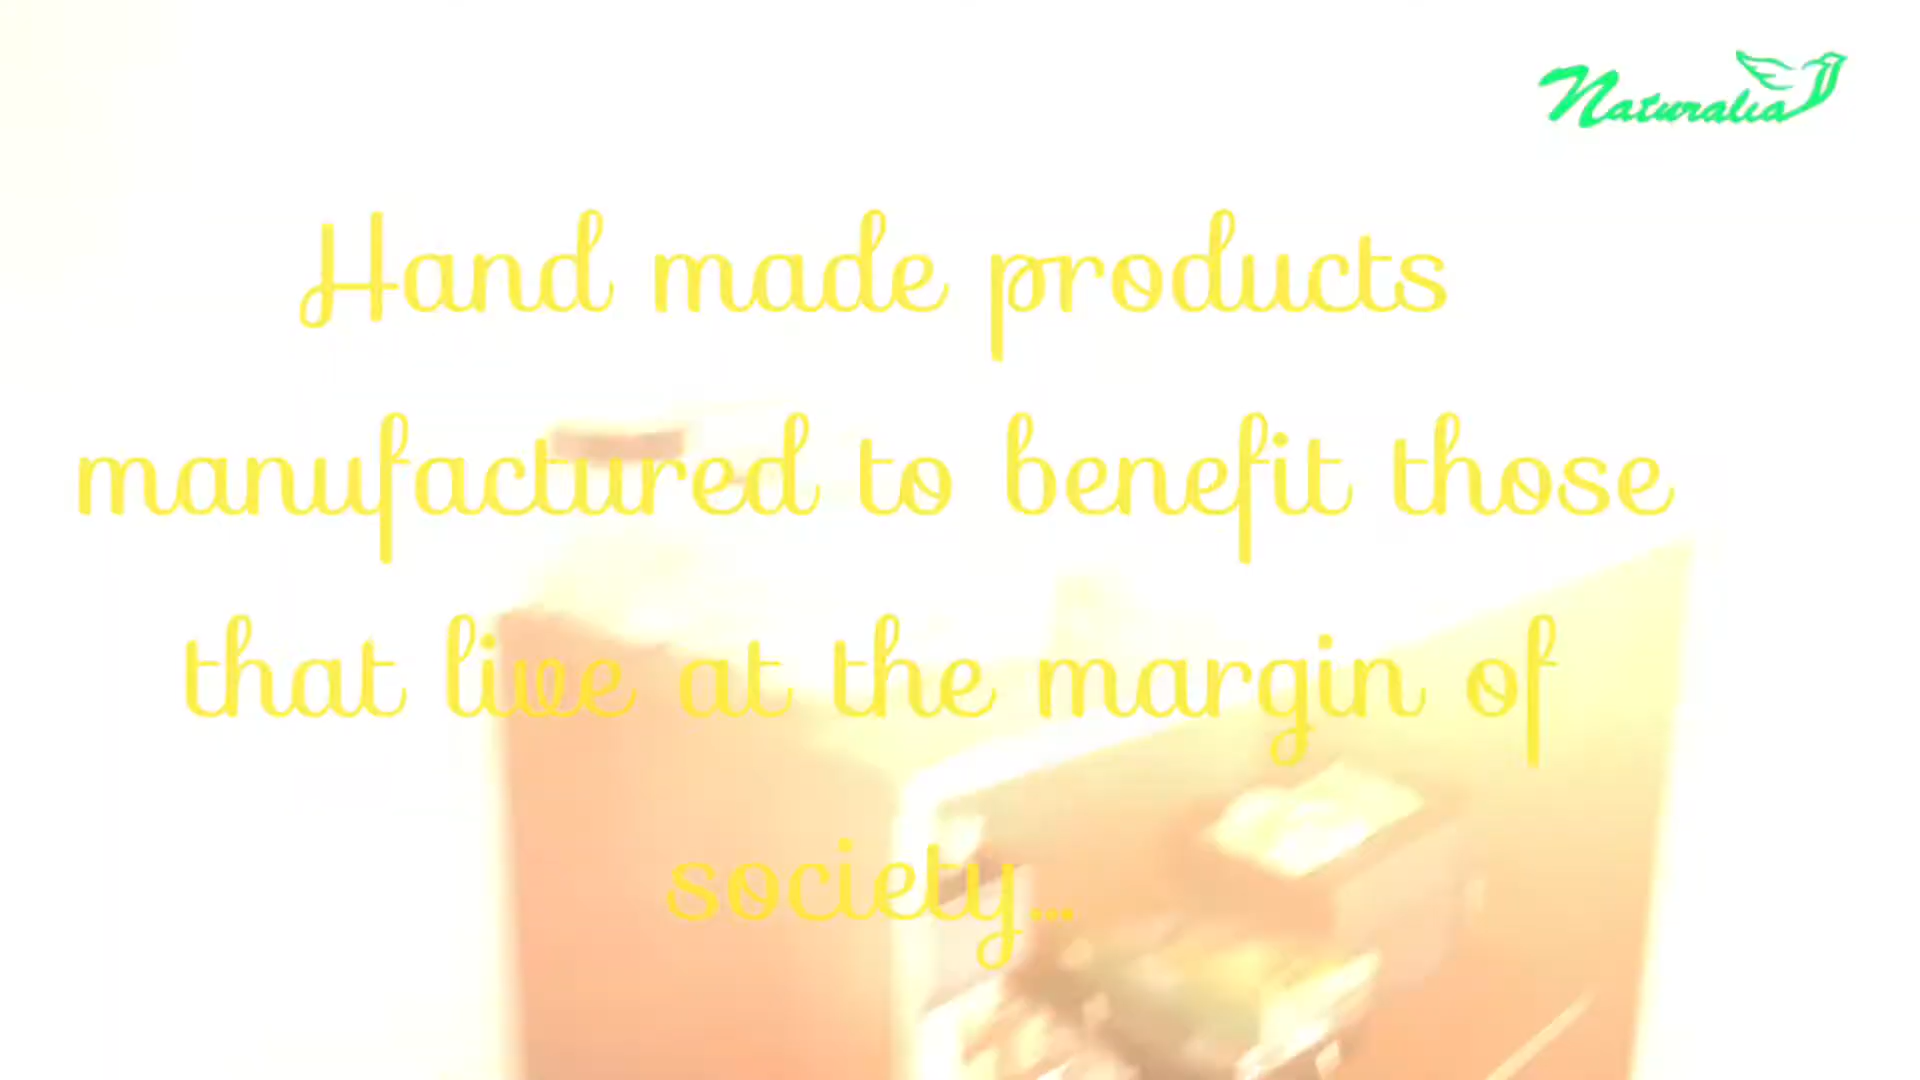 Naturalia
Hand made products
manufactured to benefit those
that live at the margin of
society...